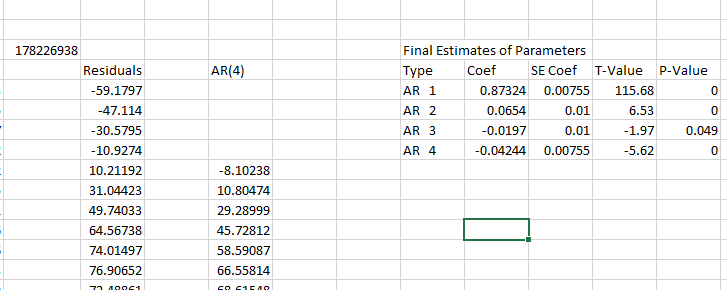 178226938 Final Estimates of Parameters
Residuals AR(4) Type Coef SE Coef T-Value P-Value
-59.1797 AR 1 0.87324 0.00755 115.68 0
-47.114 AR 2 0.0654 0.01 6.53 0
-30.5795 AR 3 -0.0197 0.01 -1.97 0.049
-10.9274 AR 4 -0.04244 0.00755 -5.62 0
10.21192 -8.10238
31.04423 10.80474
49.74033 29.28999
64.56738 45.72812
74.01497 58.59087
76.90652 66.55814
72.48861 68.61548